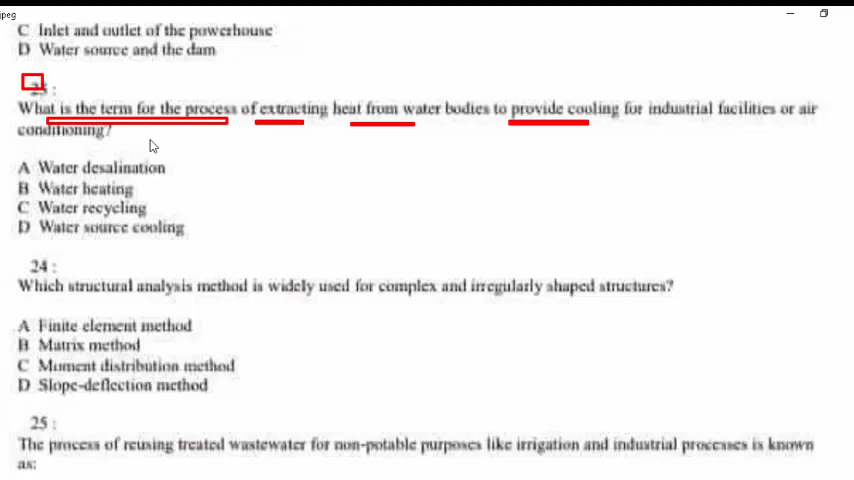 jpeg
C Inlet and outlet of the powerhouse
D Water source and the dam
23 :
What is the term for the process of extracting heat from water bodies to provide cooling for industrial facilities or air
conditioning?
A Water desalination
B Water heating
C Water recycling
D Water source cooling
24 :
Which structural analysis method is widely used for complex and irregularly shaped structures?
A Finite element method
B Matrix method
C Moment distribution method
D Slope-deflection method
25 :
The process of reusing treated wastewater for non-potable purposes like irrigation and industrial processes is known
as: